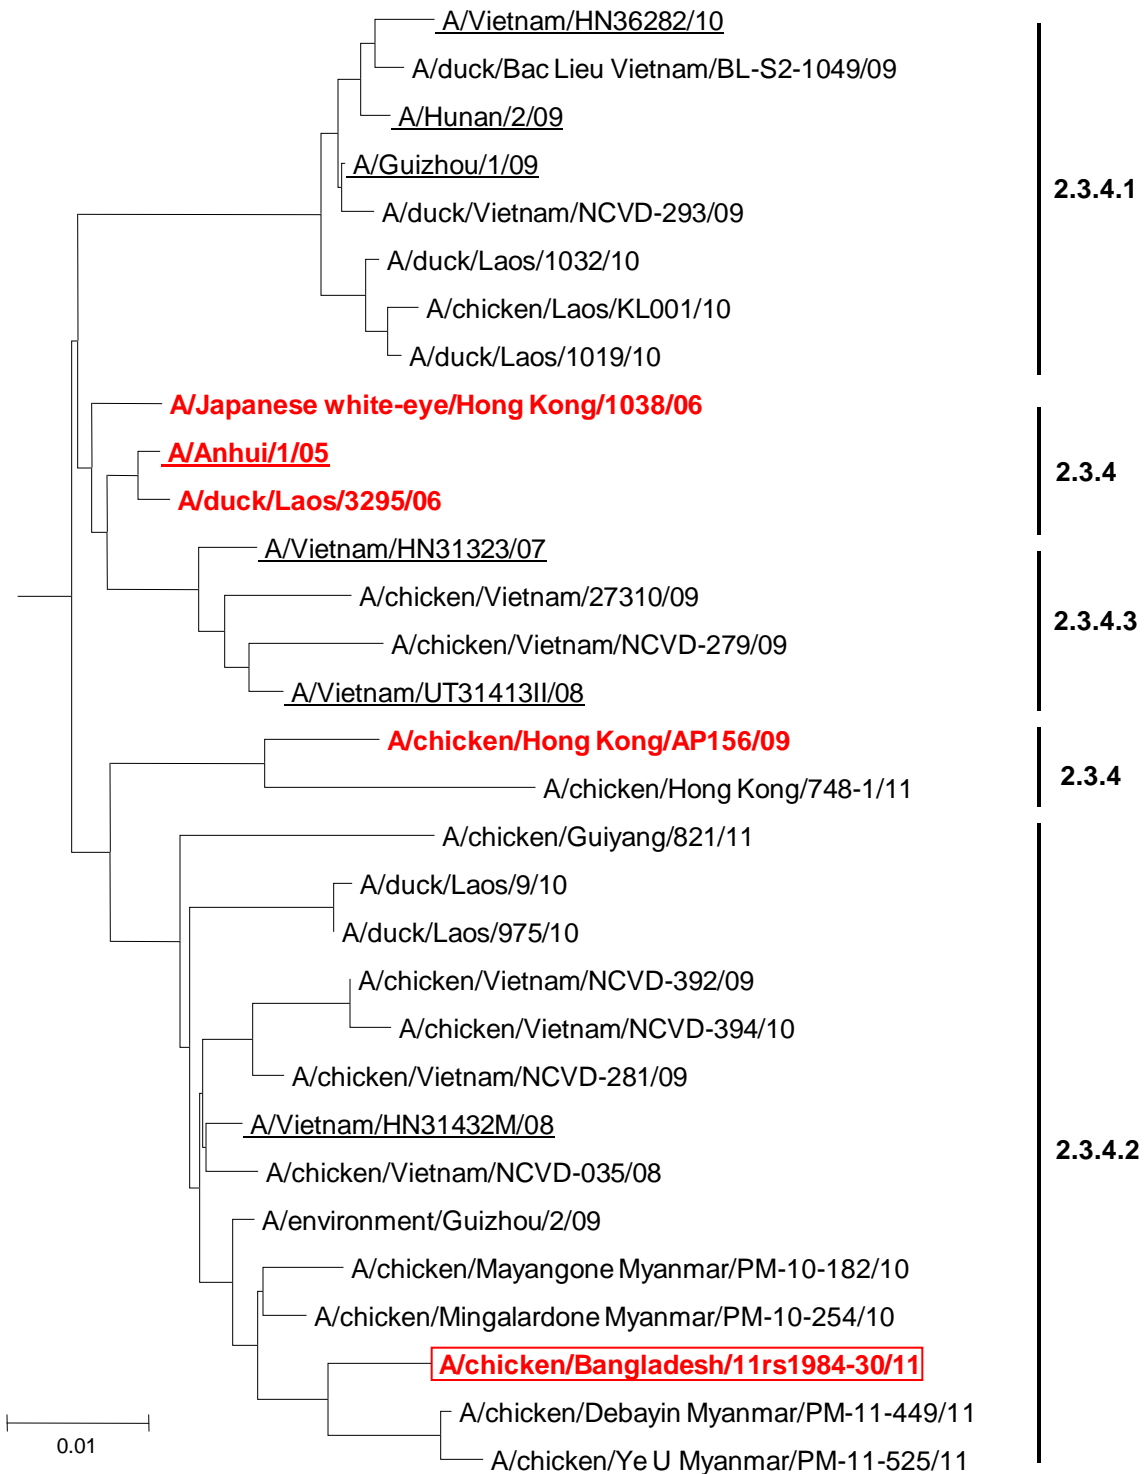 A/Vietnam/HN36282/10
A/duck/Bac Lieu Vietnam/BL-S2-1049/09
A/Hunan/2/09
A/Guizhou/1/09
2.3.4.1
A/duck/Vietnam/NCVD-293/09
A/duck/Laos/1032/10
A/chicken/Laos/KL001/10
A/duck/Laos/1019/10
A/Japanese white-eye/Hong Kong/1038/06
A/Anhui/1/05
2.3.4
A/duck/Laos/3295/06
A/Vietnam/HN31323/07
A/chicken/Vietnam/27310/09
2.3.4.3
A/chicken/Vietnam/NCVD-279/09
A/Vietnam/UT31413II/08
A/chicken/Hong Kong/AP156/09
2.3.4
A/chicken/Hong Kong/748-1/11
A/chicken/Guiyang/821/11
A/duck/Laos/9/10
A/duck/Laos/975/10
A/chicken/Vietnam/NCVD-392/09
A/chicken/Vietnam/NCVD-394/10
A/chicken/Vietnam/NCVD-281/09
A/Vietnam/HN31432M/08
2.3.4.2
A/chicken/Vietnam/NCVD-035/08
A/environment/Guizhou/2/09
A/chicken/Mayangone Myanmar/PM-10-182/10
A/chicken/Mingalardone Myanmar/PM-10-254/10
A/chicken/Bangladesh/11rs1984-30/11
A/chicken/Debayin Myanmar/PM-11-449/11
0.01
A/chicken/Ye U Myanmar/PM-11-525/11